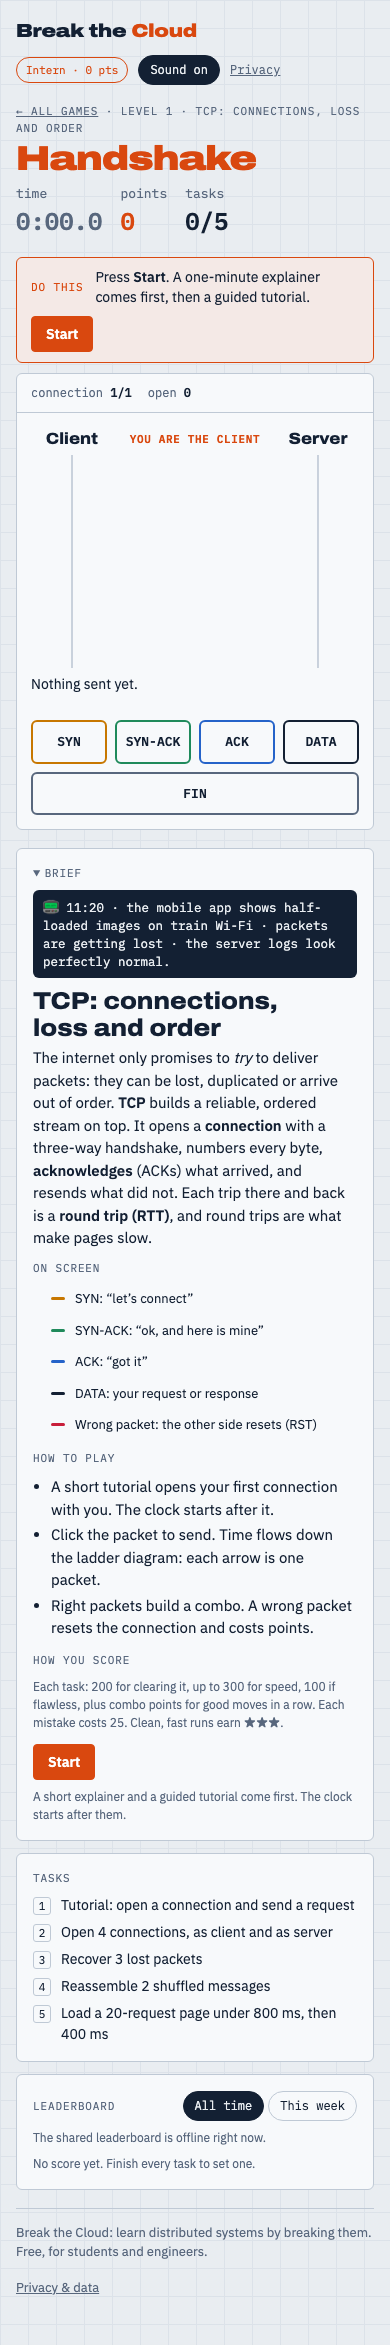 Break the Cloud
Intern · 0 pts
Sound on
Privacy
← ALL GAMES · LEVEL 1 · TCP: CONNECTIONS, LOSS
AND ORDER
Handshake
time points tasks
0:00.0 0 0/5
DO THIS
Press Start. A one-minute explainer
comes first, then a guided tutorial.
Start
connection 1/1 open 0
Client YOU ARE THE CLIENT Server
Nothing sent yet.
SYN SYN-ACK ACK DATA
FIN
▼ BRIEF
11:20 · the mobile app shows half-
loaded images on train Wi-Fi · packets
are getting lost · the server logs look
perfectly normal.
TCP: connections,
loss and order
The internet only promises to try to deliver
packets: they can be lost, duplicated or arrive
out of order. TCP builds a reliable, ordered
stream on top. It opens a connection with a
three-way handshake, numbers every byte,
acknowledges (ACKs) what arrived, and
resends what did not. Each trip there and back
is a round trip (RTT), and round trips are what
make pages slow.
ON SCREEN
SYN: “let’s connect”
SYN-ACK: “ok, and here is mine”
ACK: “got it”
DATA: your request or response
Wrong packet: the other side resets (RST)
HOW TO PLAY
• A short tutorial opens your first connection
with you. The clock starts after it.
• Click the packet to send. Time flows down
the ladder diagram: each arrow is one
packet.
• Right packets build a combo. A wrong packet
resets the connection and costs points.
HOW YOU SCORE
Each task: 200 for clearing it, up to 300 for speed, 100 if
flawless, plus combo points for good moves in a row. Each
mistake costs 25. Clean, fast runs earn ★★★.
Start
A short explainer and a guided tutorial come first. The clock
starts after them.
TASKS
1 Tutorial: open a connection and send a request
2 Open 4 connections, as client and as server
3 Recover 3 lost packets
4 Reassemble 2 shuffled messages
5 Load a 20-request page under 800 ms, then
400 ms
LEADERBOARD
All time
This week
The shared leaderboard is offline right now.
No score yet. Finish every task to set one.
Break the Cloud: learn distributed systems by breaking them.
Free, for students and engineers.
Privacy & data